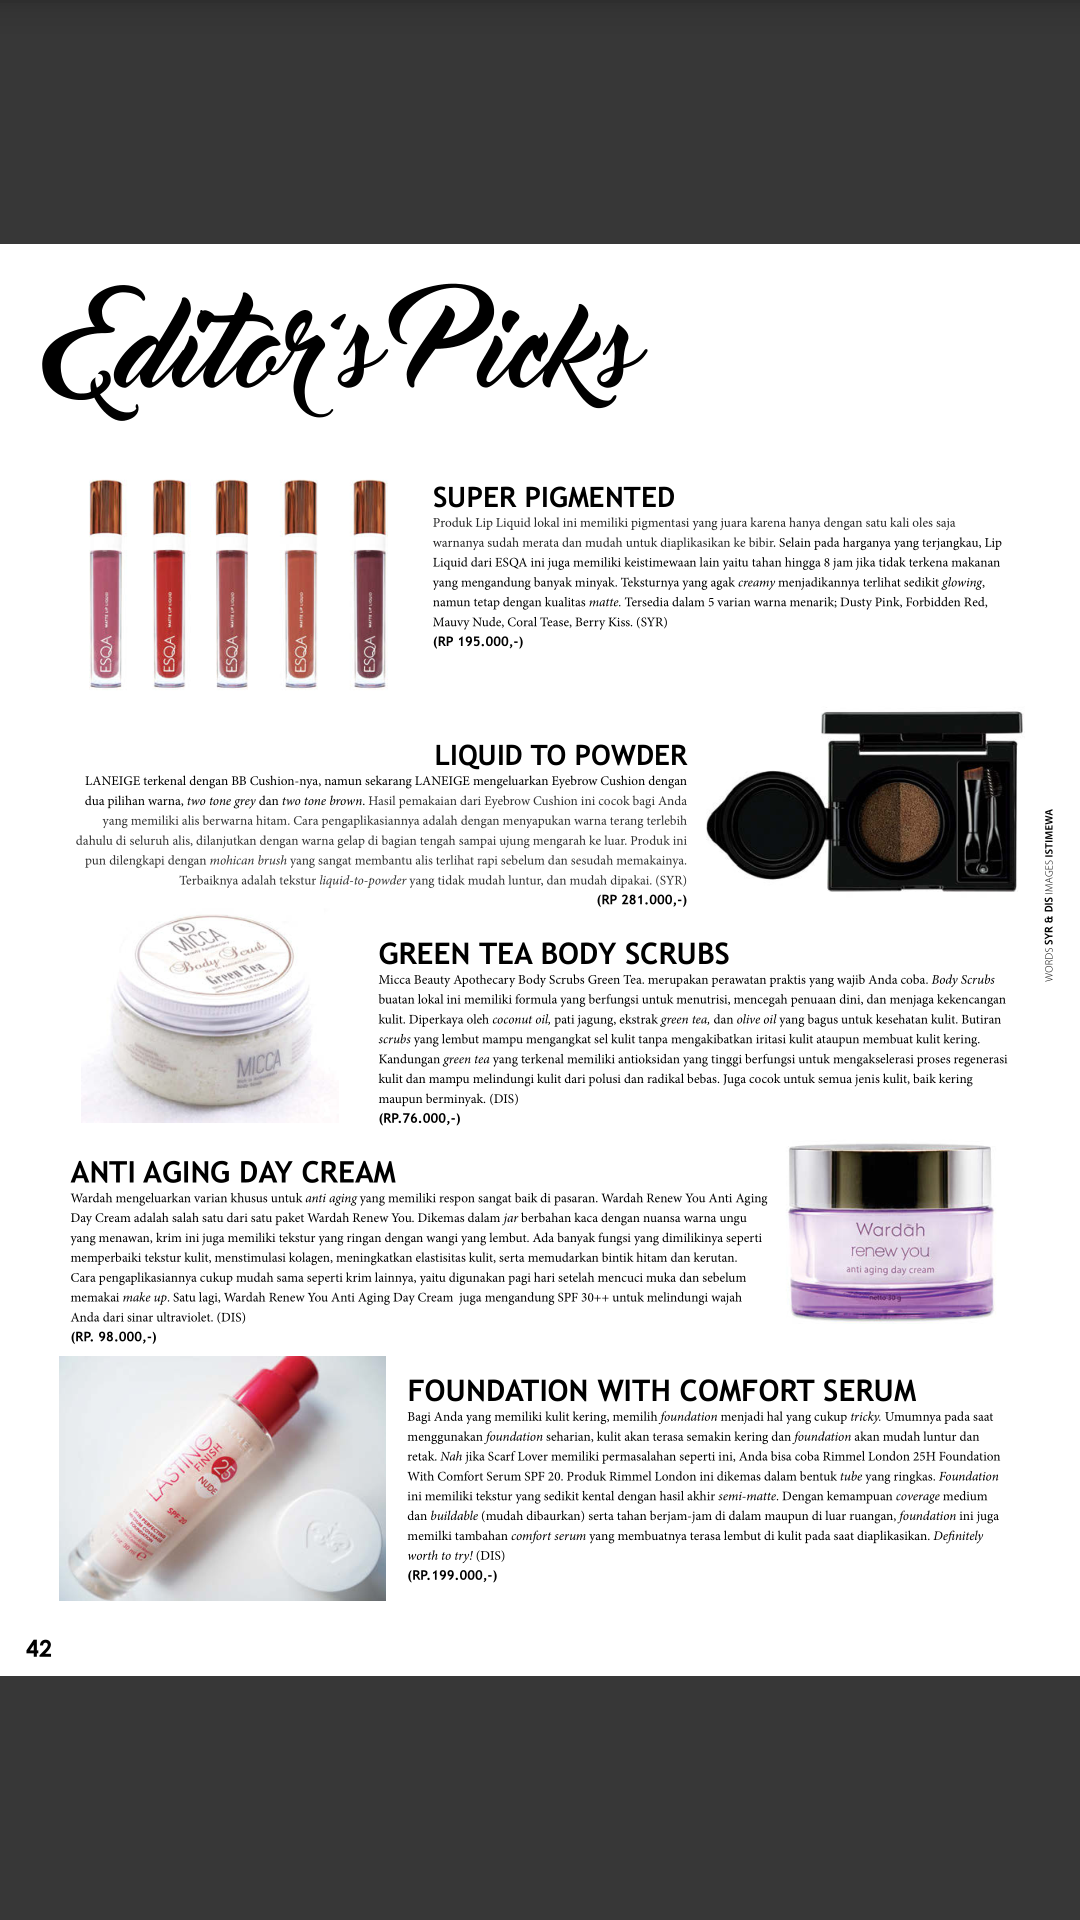 Editor's Picks
SUPER PIGMENTED
Produk Lip Liquid lokal ini memiliki pigmentasi yang juara karena hanya dengan satu kali oles saja
warnanya sudah merata dan mudah untuk diaplikasikan ke bibir. Selain pada harganya yang terjangkau, Lip
Liquid dari ESQA ini juga memiliki keistimewaan lain yaitu tahan hingga 8 jam jika tidak terkena makanan
yang mengandung banyak minyak. Teksturnya yang agak creamy menjadikannya terlihat sedikit glowing,
namun tetap dengan kualitas matte. Tersedia dalam 5 varian warna menarik; Dusty Pink, Forbidden Red,
Mauvy Nude, Coral Tease, Berry Kiss. (SYR)
(RP 195.000,-)
ESQA MATTE LIP LIQUID
ESQA MATTE LIP LIQUID
ESQA MATTE LIP LIQUID
ESQA MATTE LIP LIQUID
ESQA MATTE LIP LIQUID
LIQUID TO POWDER
LANEIGE terkenal dengan BB Cushion-nya, namun sekarang LANEIGE mengeluarkan Eyebrow Cushion dengan
dua pilihan warna, two tone grey dan two tone brown. Hasil pemakaian dari Eyebrow Cushion ini cocok bagi Anda
yang memiliki alis berwarna hitam. Cara pengaplikasiannya adalah dengan menyapukan warna terang terlebih
dahulu di seluruh alis, dilanjutkan dengan warna gelap di bagian tengah sampai ujung mengarah ke luar. Produk ini
pun dilengkapi dengan mohican brush yang sangat membantu alis terlihat rapi sebelum dan sesudah memakainya.
Terbaiknya adalah tekstur liquid-to-powder yang tidak mudah luntur, dan mudah dipakai. (SYR)
(RP 281.000,-)
WORDS SYR & DIS IMAGES ISTIMEWA
MICCA
Beauty Apothecary
Body Scrub
Green Tea
MICCA
GREEN TEA BODY SCRUBS
Micca Beauty Apothecary Body Scrubs Green Tea. merupakan perawatan praktis yang wajib Anda coba. Body Scrubs
buatan lokal ini memiliki formula yang berfungsi untuk menutrisi, mencegah penuaan dini, dan menjaga kekencangan
kulit. Diperkaya oleh coconut oil, pati jagung, ekstrak green tea, dan olive oil yang bagus untuk kesehatan kulit. Butiran
scrubs yang lembut mampu mengangkat sel kulit tanpa mengakibatkan iritasi kulit ataupun membuat kulit kering.
Kandungan green tea yang terkenal memiliki antioksidan yang tinggi berfungsi untuk mengakselerasi proses regenerasi
kulit dan mampu melindungi kulit dari polusi dan radikal bebas. Juga cocok untuk semua jenis kulit, baik kering
maupun berminyak. (DIS)
(RP.76.000,-)
ANTI AGING DAY CREAM
Wardah mengeluarkan varian khusus untuk anti aging yang memiliki respon sangat baik di pasaran. Wardah Renew You Anti Aging
Day Cream adalah salah satu dari satu paket Wardah Renew You. Dikemas dalam jar berbahan kaca dengan nuansa warna ungu
yang menawan, krim ini juga memiliki tekstur yang ringan dengan wangi yang lembut. Ada banyak fungsi yang dimilikinya seperti
memperbaiki tekstur kulit, menstimulasi kolagen, meningkatkan elastisitas kulit, serta memudarkan bintik hitam dan kerutan.
Cara pengaplikasiannya cukup mudah sama seperti krim lainnya, yaitu digunakan pagi hari setelah mencuci muka dan sebelum
memakai make up. Satu lagi, Wardah Renew You Anti Aging Day Cream juga mengandung SPF 30++ untuk melindungi wajah
Anda dari sinar ultraviolet. (DIS)
(RP. 98.000,-)
Wardah
renew you
anti aging day cream
netto 30 g
LASTING
FINISH
25
NUDE
SPF 20
FOUNDATION WITH COMFORT SERUM
Bagi Anda yang memiliki kulit kering, memilih foundation menjadi hal yang cukup tricky. Umumnya pada saat
menggunakan foundation seharian, kulit akan terasa semakin kering dan foundation akan mudah luntur dan
retak. Nah jika Scarf Lover memiliki permasalahan seperti ini, Anda bisa coba Rimmel London 25H Foundation
With Comfort Serum SPF 20. Produk Rimmel London ini dikemas dalam bentuk tube yang ringkas. Foundation
ini memiliki tekstur yang sedikit kental dengan hasil akhir semi-matte. Dengan kemampuan coverage medium
dan buildable (mudah dibaurkan) serta tahan berjam-jam di dalam maupun di luar ruangan, foundation ini juga
memilki tambahan comfort serum yang membuatnya terasa lembut di kulit pada saat diaplikasikan. Definitely
worth to try! (DIS)
(RP.199.000,-)
42